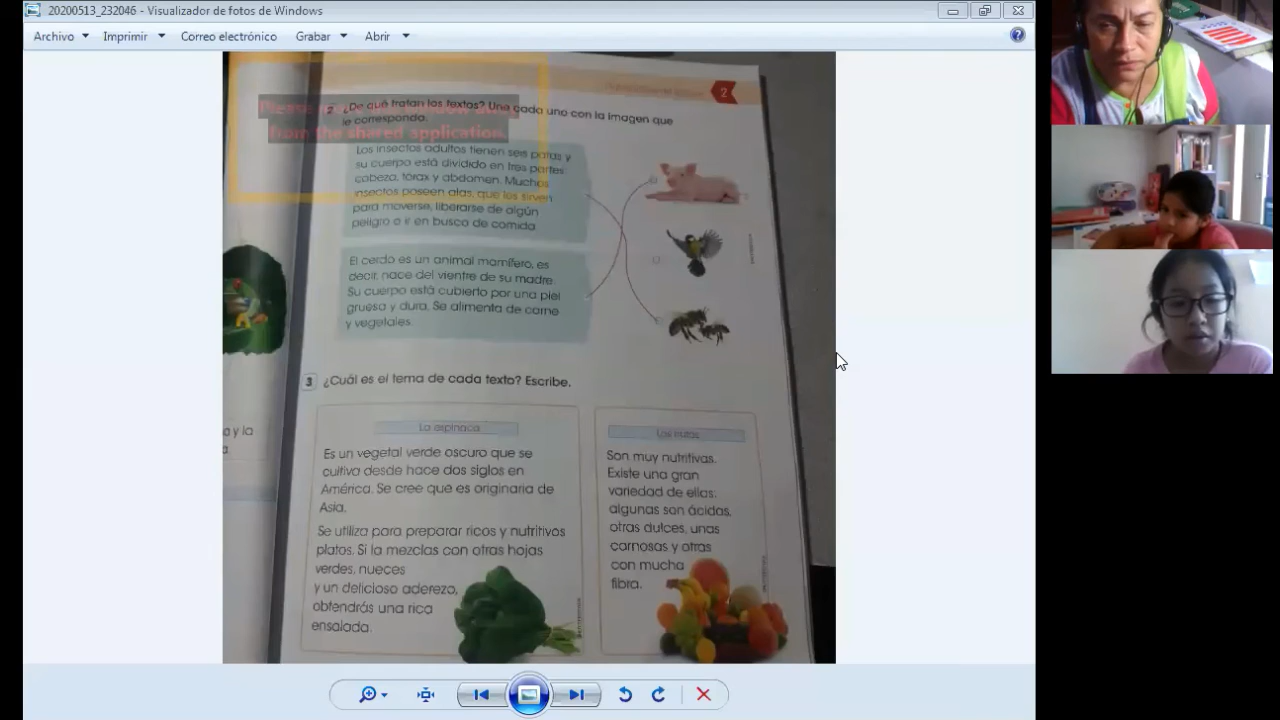 20200513_232046 - Visualizador de fotos de Windows
Archivo Imprimir Correo electrónico Grabar Abrir
2
Please window away
from the shared application.
2 ¿De qué tratan los textos? Une cada uno con la imagen que
le corresponda.
Los insectos adultos tienen seis patas y
su cuerpo está dividido en tres partes
cabeza, tórax y abdomen. Muchos
insectos poseen alas, que les sirven
para moverse, liberarse de algún
peligro o ir en busca de comida
El cerdo es un animal mamífero, es
decir, nace del vientre de su madre.
Su cuerpo está cubierto por una piel
gruesa y dura. Se alimenta de carne
y vegetales.
3 ¿Cuál es el tema de cada texto? Escribe.
a y la
a
La espinaca
Es un vegetal verde oscuro que se
cultiva desde hace dos siglos en
América. Se cree que es originaria de
Asia.
Se utiliza para preparar ricos y nutritivos
platos. Si la mezclas con otras hojas
verdes, nueces
y un delicioso aderezo,
obtendrás una rica
ensalada.
Las frutas
Son muy nutritivas.
Existe una gran
variedad de ellas:
algunas son ácidas,
otras dulces, unas
carnosas y otras
con mucha
fibra.